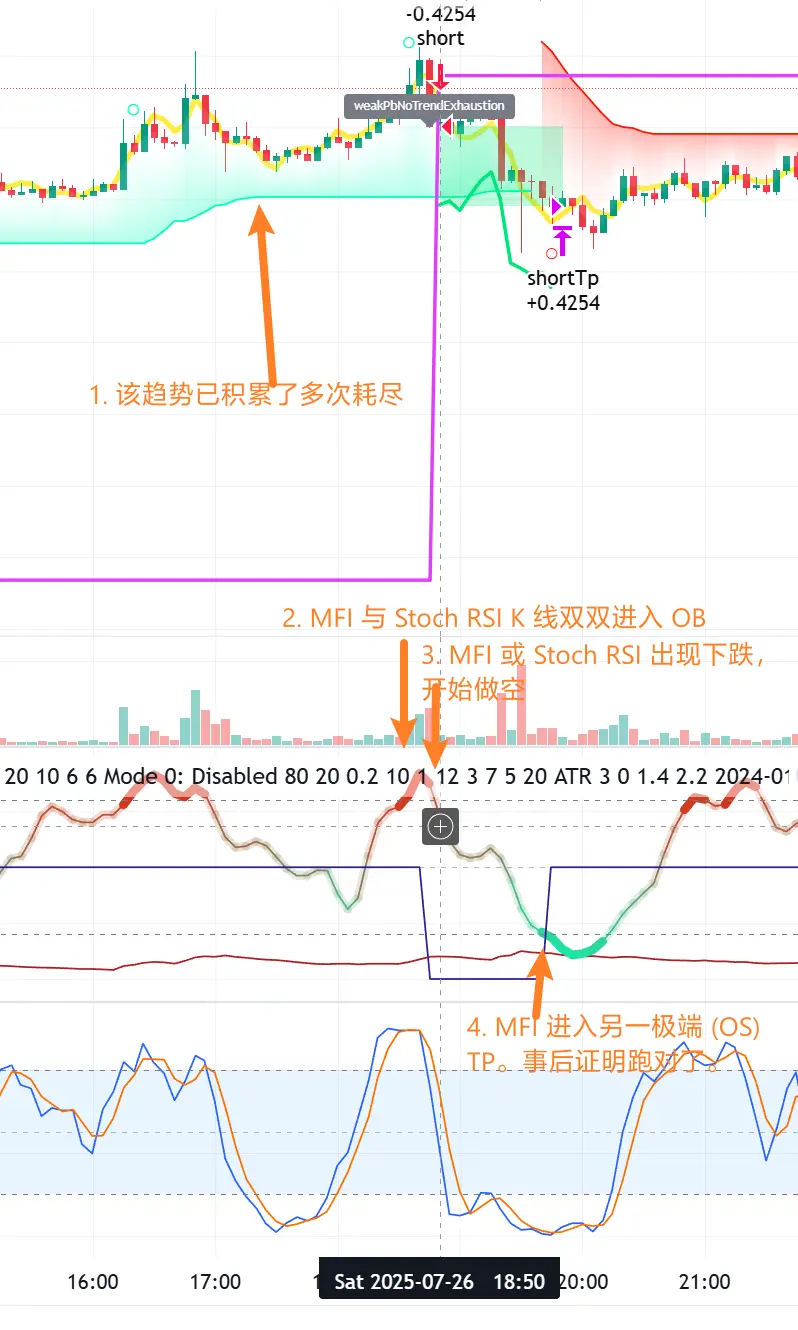 -0.4254
short
weakPbNoTrendExhaustion
shortTp
+0.4254
1. 该趋势已积累了多次耗尽
2. MFI 与 Stoch RSI K 线双双进入 OB
3. MFI 或 Stoch RSI 出现下跌，
开始做空
20 10 6 6 Mode 0: Disabled 80 20 0.2 10 1 12 3 7 5 20 ATR 3 0 1.4 2.2 2024-01
4. MFI 进入另一极端 (OS)
TP。事后证明跑对了。
16:00 17:00 1 Sat 2025-07-26 18:50 20:00 21:00